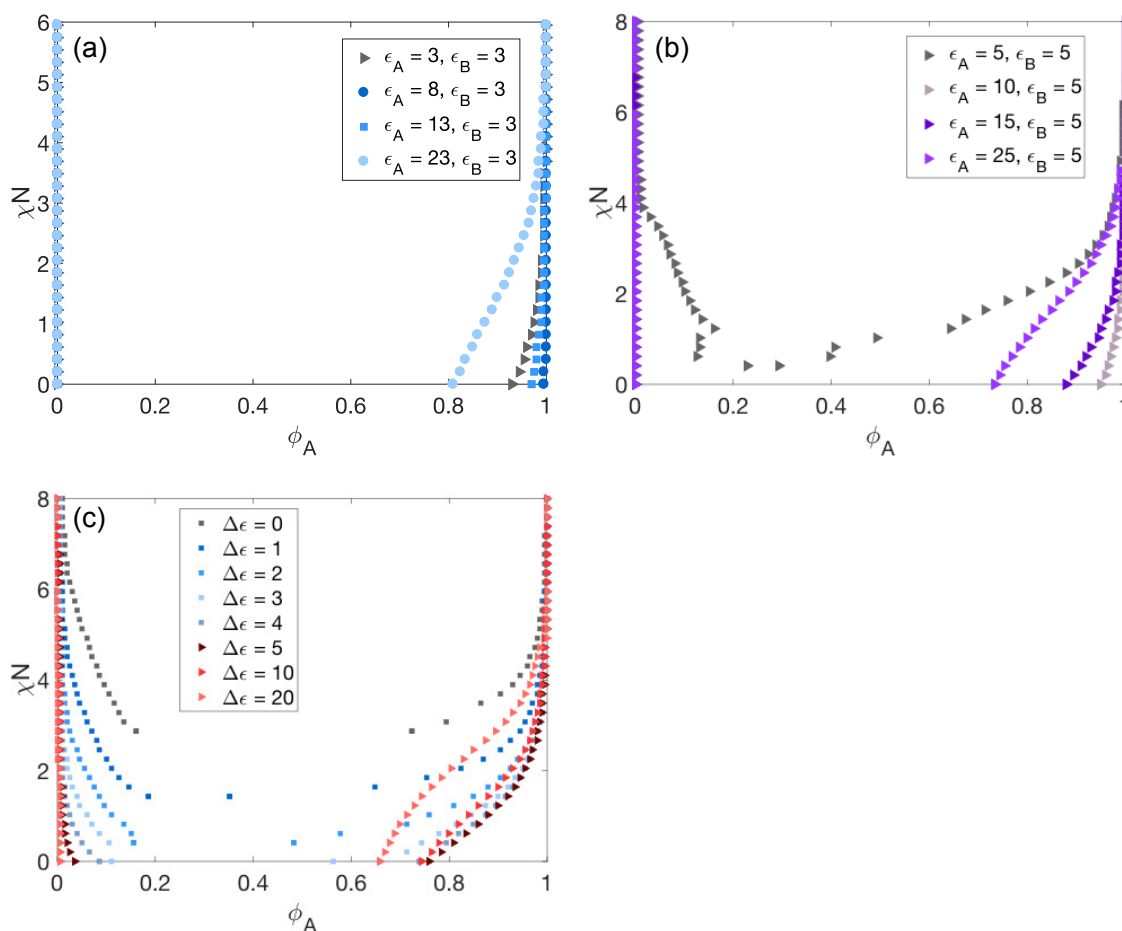 (a)
6
5
4
3
2
1
0
χN
0 0.2 0.4 0.6 0.8 1
ϕ_A
ϵ_A = 3, ϵ_B = 3
ϵ_A = 8, ϵ_B = 3
ϵ_A = 13, ϵ_B = 3
ϵ_A = 23, ϵ_B = 3
(b)
8
6
4
2
0
χN
0 0.2 0.4 0.6 0.8 1
ϕ_A
ϵ_A = 5, ϵ_B = 5
ϵ_A = 10, ϵ_B = 5
ϵ_A = 15, ϵ_B = 5
ϵ_A = 25, ϵ_B = 5
(c)
8
6
4
2
0
χN
0 0.2 0.4 0.6 0.8 1
ϕ_A
Δϵ = 0
Δϵ = 1
Δϵ = 2
Δϵ = 3
Δϵ = 4
Δϵ = 5
Δϵ = 10
Δϵ = 20